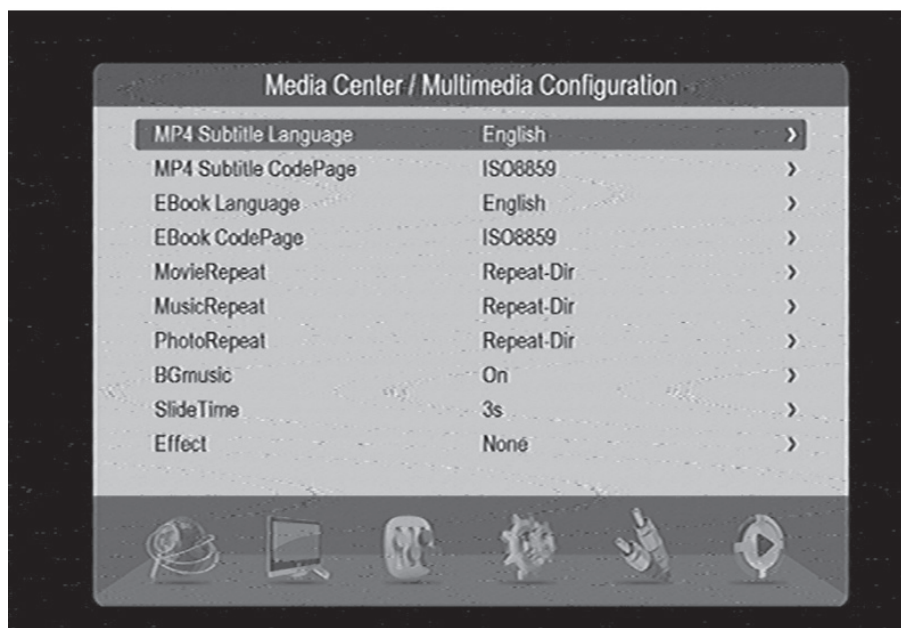 Media Center / Multimedia Configuration
MP4 Subtitle Language English
MP4 Subtitle CodePage ISO8859
EBook Language English
EBook CodePage ISO8859
MovieRepeat Repeat-Dir
MusicRepeat Repeat-Dir
PhotoRepeat Repeat-Dir
BGmusic On
SlideTime 3s
Effect None